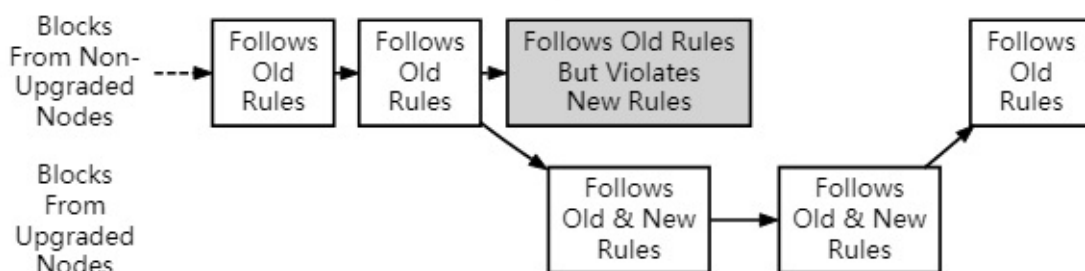 Blocks
From Non-
Upgraded
Nodes
Follows
Old
Rules
Follows
Old
Rules
Follows Old Rules
But Violates
New Rules
Follows
Old
Rules
Blocks
From
Upgraded
Nodes
Follows
Old & New
Rules
Follows
Old & New
Rules